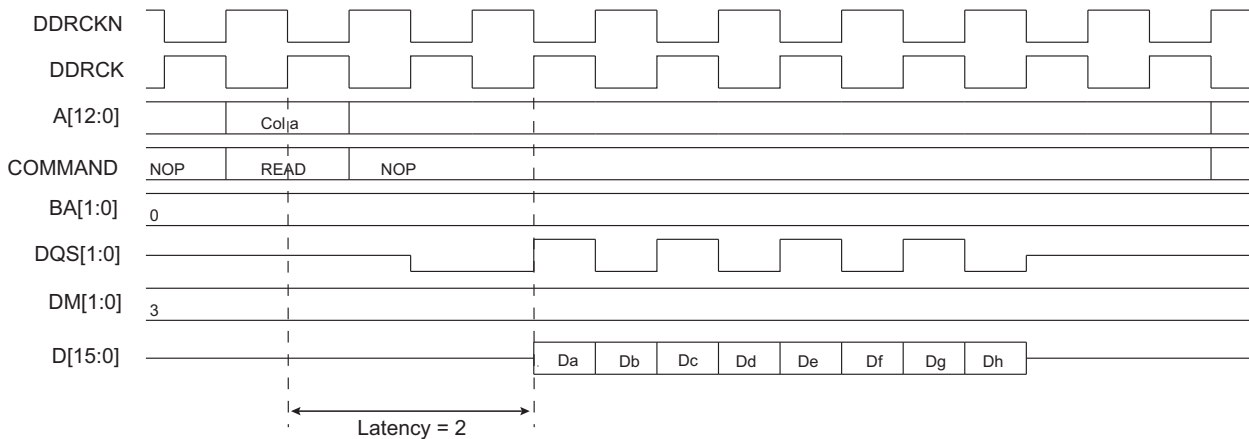 DDRCKN
DDRCK
A[12:0] Col a
COMMAND NOP READ NOP
BA[1:0] 0
DQS[1:0]
DM[1:0] 3
D[15:0] Da Db Dc Dd De Df Dg Dh
Latency = 2